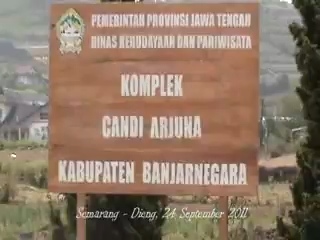 PEMERINTAH PROVINSI JAWA TENGAH
DINAS KEBUDAYAAN DAN PARIWISATA
KOMPLEK
CANDI ARJUNA
KABUPATEN BANJARNEGARA
Semarang - Dieng, 24 September 2011